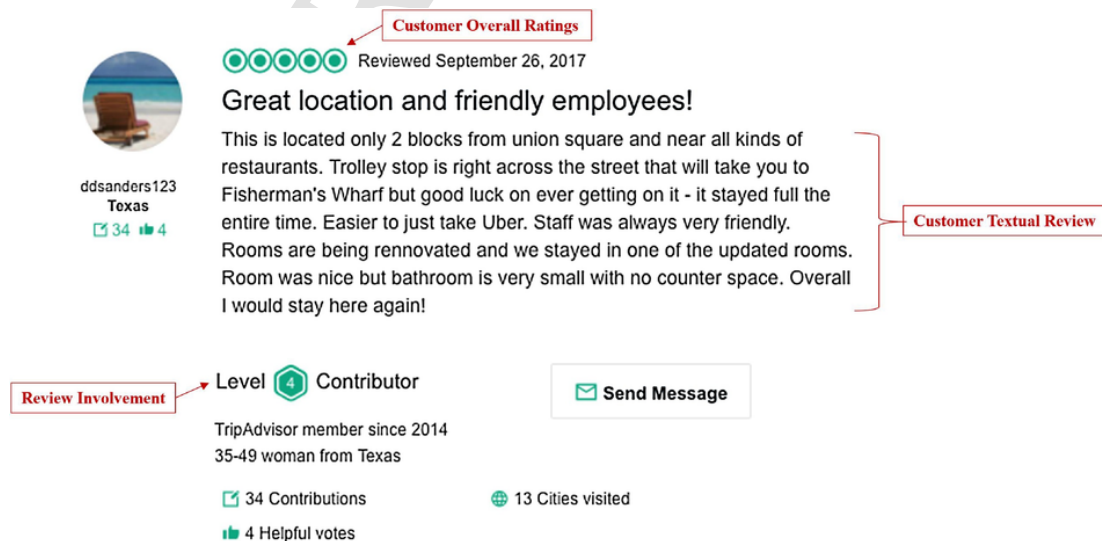 Customer Overall Ratings
Reviewed September 26, 2017
Great location and friendly employees!
This is located only 2 blocks from union square and near all kinds of
restaurants. Trolley stop is right across the street that will take you to
Fisherman's Wharf but good luck on ever getting on it - it stayed full the
entire time. Easier to just take Uber. Staff was always very friendly.
Rooms are being rennovated and we stayed in one of the updated rooms.
Room was nice but bathroom is very small with no counter space. Overall
I would stay here again!
ddsanders123
Texas
34 4
Customer Textual Review
Review Involvement
Level 4 Contributor
Send Message
TripAdvisor member since 2014
35-49 woman from Texas
34 Contributions
13 Cities visited
4 Helpful votes